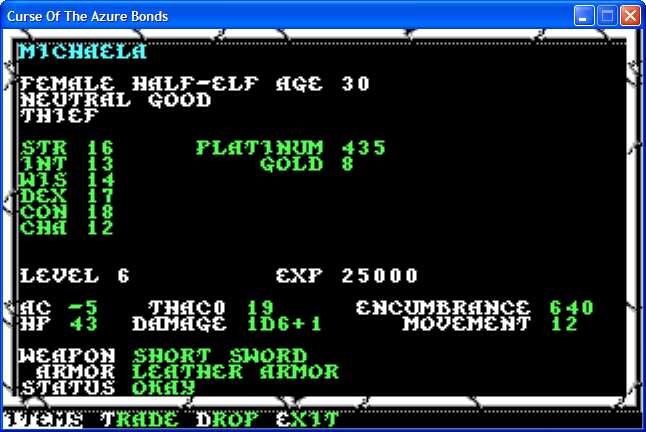 Curse Of The Azure Bonds
MICHAELA
FEMALE HALF-ELF AGE 30
NEUTRAL GOOD
THIEF
STR 16 PLATINUM 435
INT 13 GOLD 8
WIS 14
DEX 17
CON 18
CHA 12
LEVEL 6 EXP 25000
AC -5 THAC0 19 ENCUMBRANCE 640
HP 43 DAMAGE 1D6+1 MOVEMENT 12
WEAPON SHORT SWORD
ARMOR LEATHER ARMOR
STATUS OKAY
ITEMS TRADE DROP EXIT